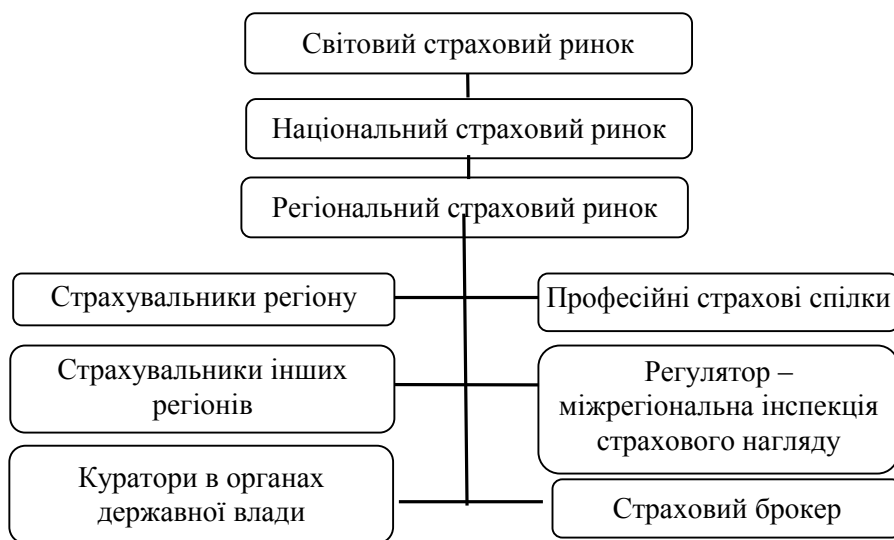 Світовий страховий ринок
Національний страховий ринок
Регіональний страховий ринок
Страхувальники регіону
Професійні страхові спілки
Страхувальники інших
регіонів
Регулятор –
міжрегіональна інспекція
страхового нагляду
Куратори в органах
державної влади
Страховий брокер